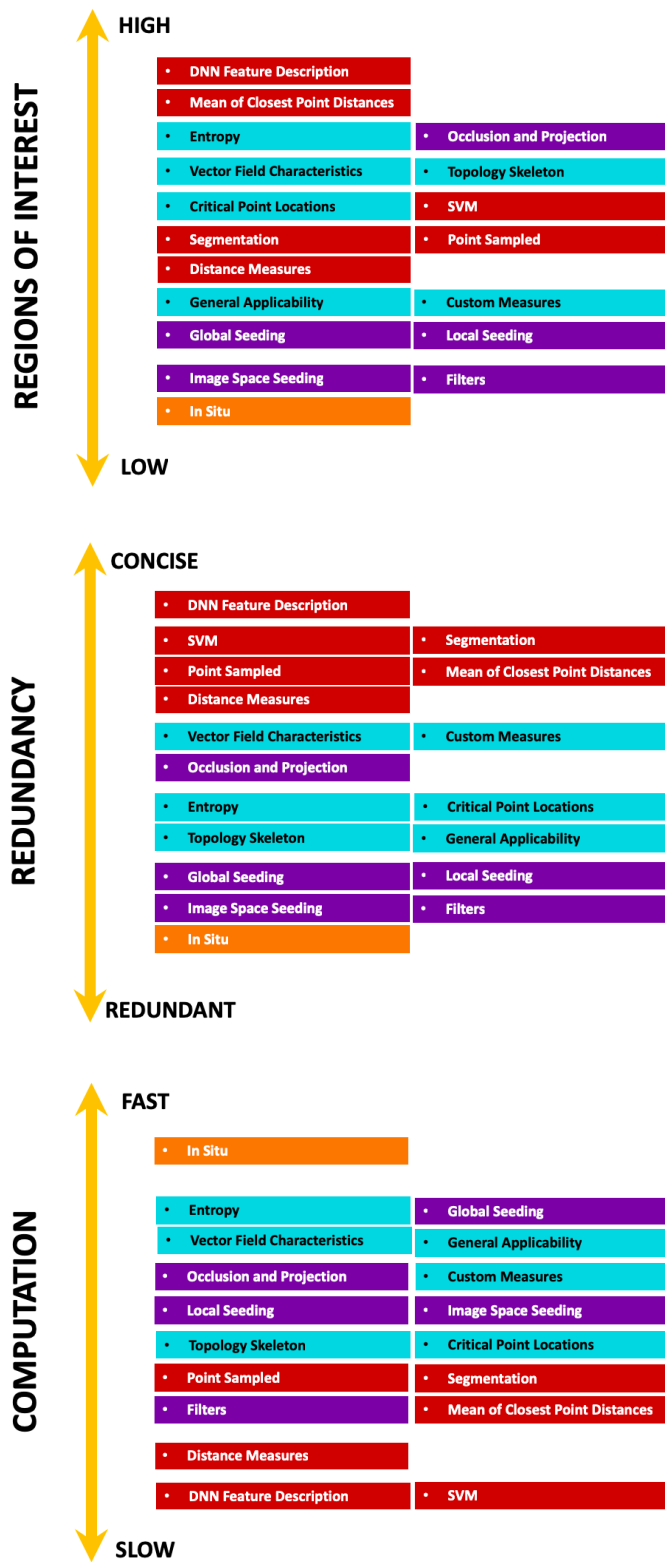 HIGH
REGIONS OF INTEREST
• DNN Feature Description
• Mean of Closest Point Distances
• Entropy • Occlusion and Projection
• Vector Field Characteristics • Topology Skeleton
• Critical Point Locations • SVM
• Segmentation • Point Sampled
• Distance Measures
• General Applicability • Custom Measures
• Global Seeding • Local Seeding
• Image Space Seeding • Filters
• In Situ
LOW
CONCISE
REDUNDANCY
• DNN Feature Description
• SVM • Segmentation
• Point Sampled • Mean of Closest Point Distances
• Distance Measures
• Vector Field Characteristics • Custom Measures
• Occlusion and Projection
• Entropy • Critical Point Locations
• Topology Skeleton • General Applicability
• Global Seeding • Local Seeding
• Image Space Seeding • Filters
• In Situ
REDUNDANT
FAST
COMPUTATION
• In Situ
• Entropy • Global Seeding
• Vector Field Characteristics • General Applicability
• Occlusion and Projection • Custom Measures
• Local Seeding • Image Space Seeding
• Topology Skeleton • Critical Point Locations
• Point Sampled • Segmentation
• Filters • Mean of Closest Point Distances
• Distance Measures
• DNN Feature Description • SVM
SLOW